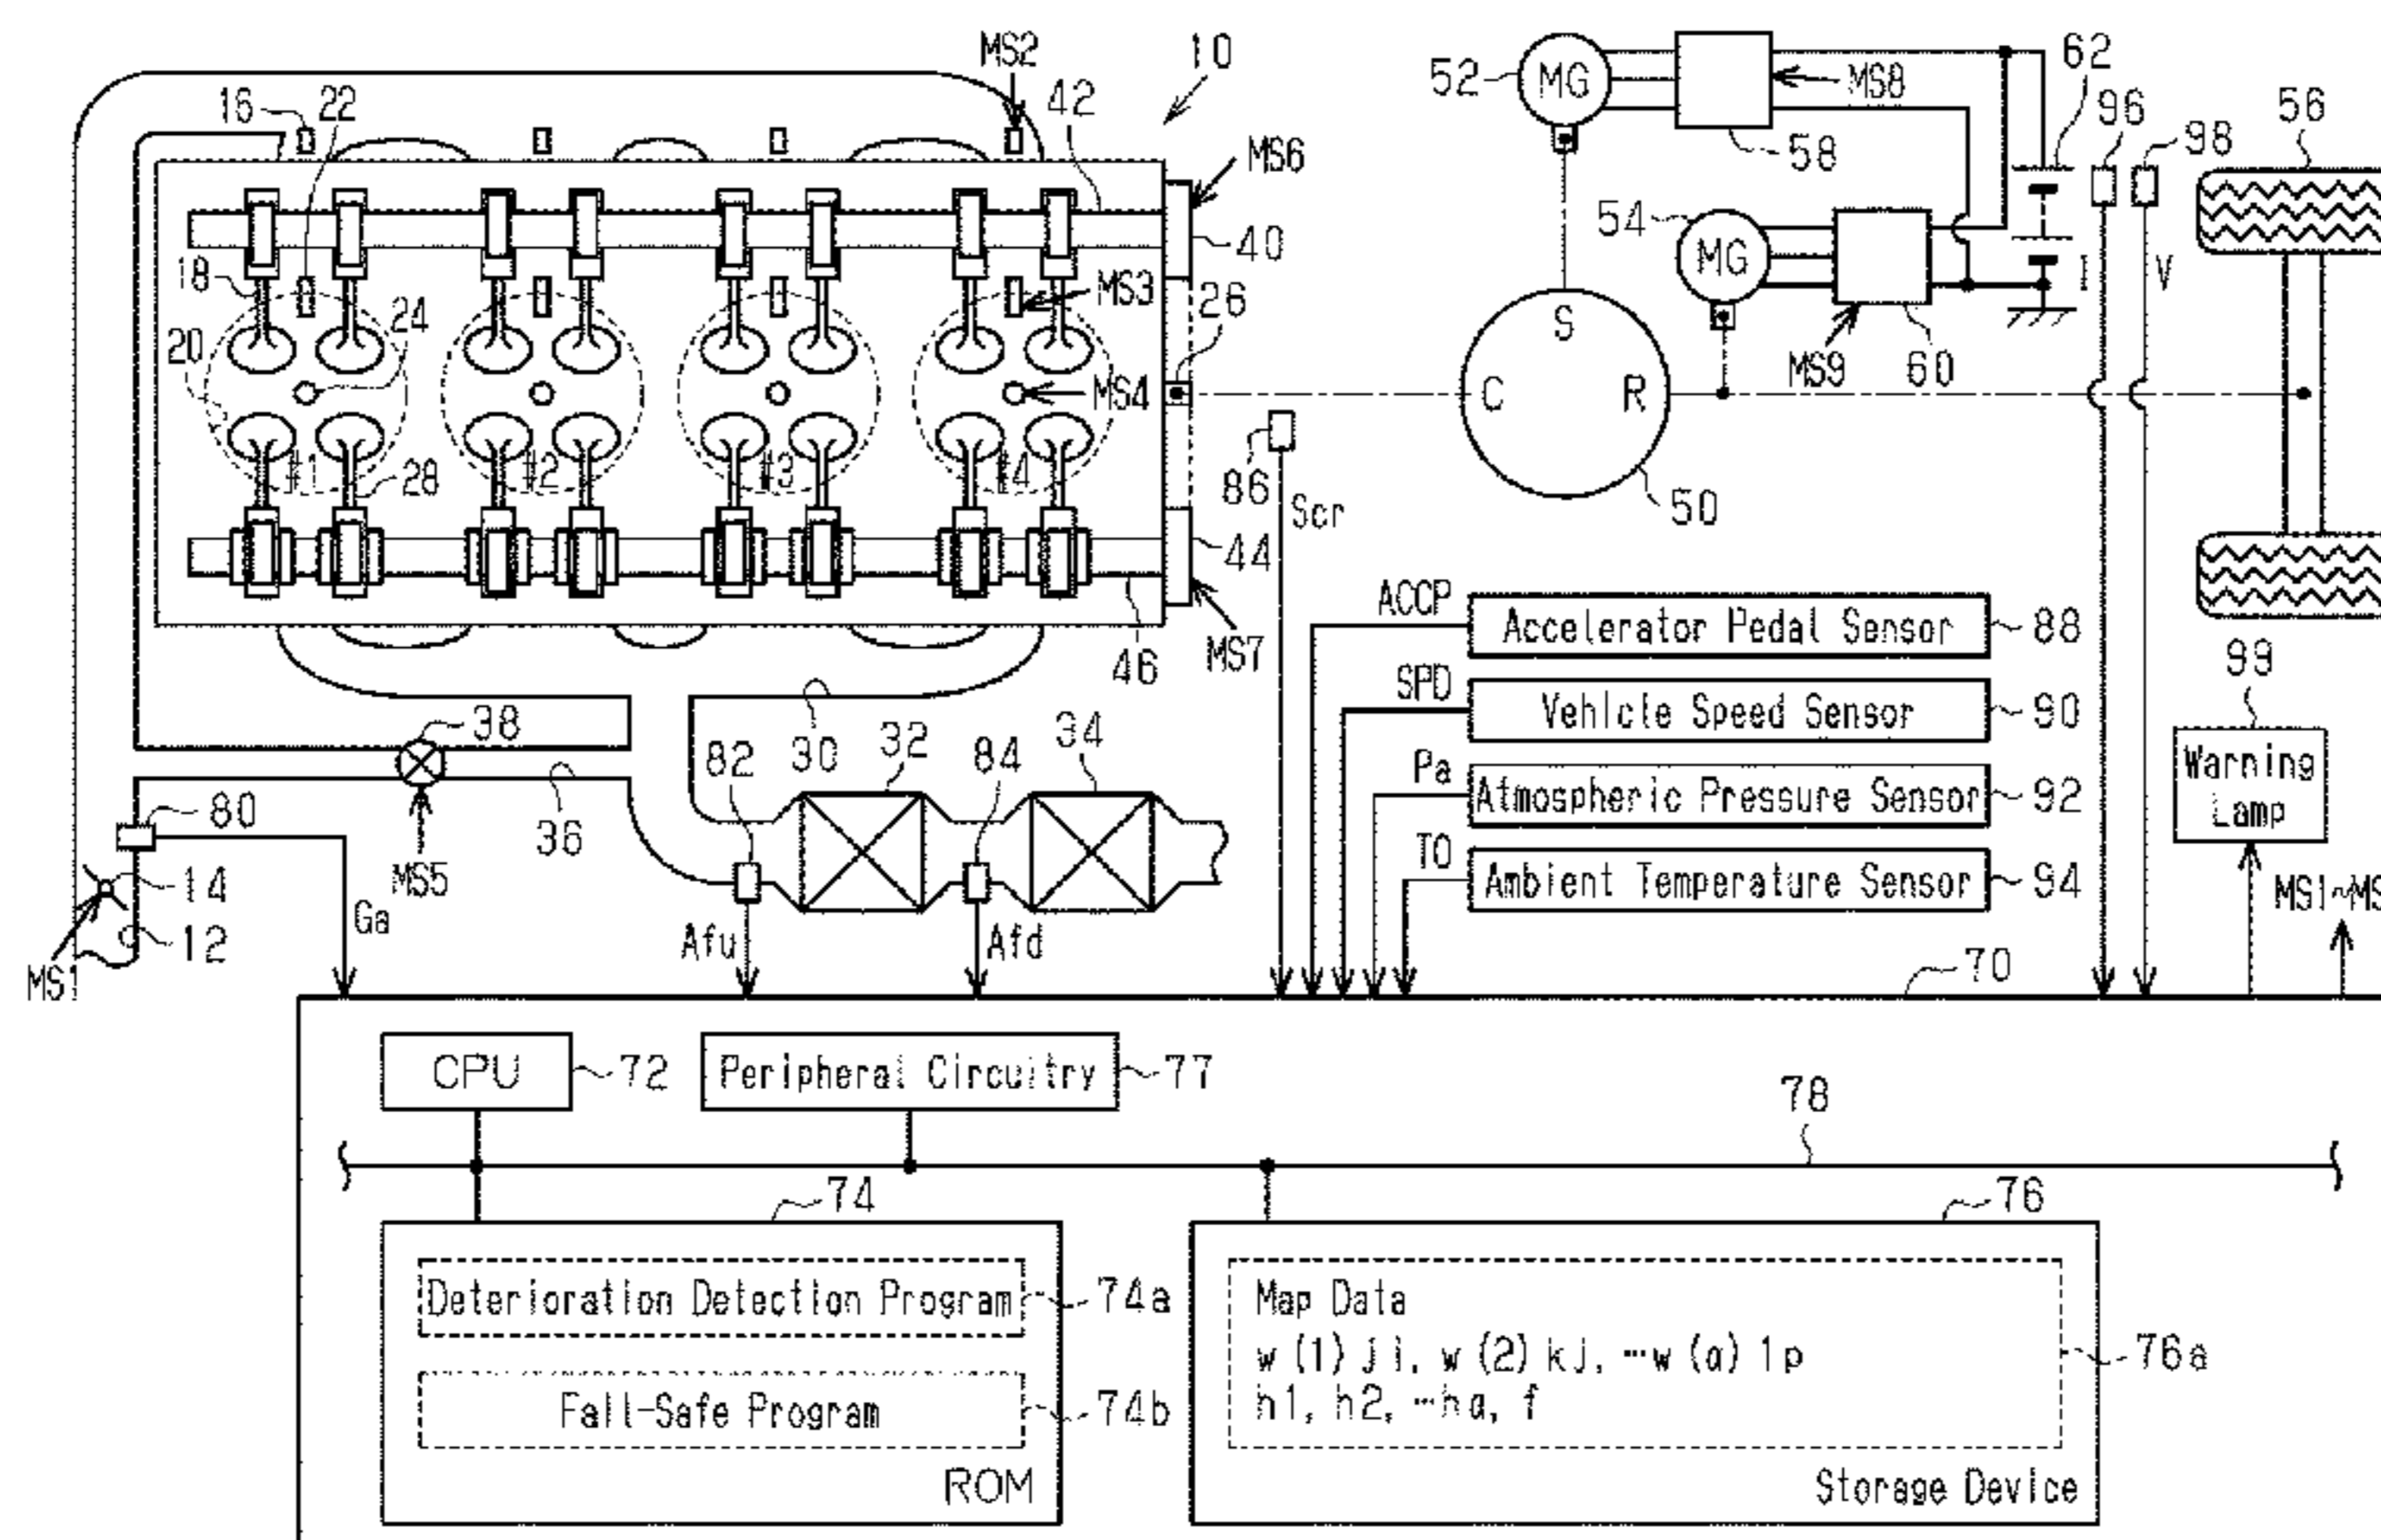 MS2
10
52
MG
MS8
62
96
56
16
22
42
98
58
MS6
54
MG
40
18
MS3
26
S
I
V
24
20
MS4
C
R
MS9
60
#1
#2
#3
#4
28
86
Scr
50
44
ACCP
Accelerator Pedal Sensor
88
46
MS7
99
SPD
Vehicle Speed Sensor
90
38
82
30
32
84
34
Pa
Atmospheric Pressure Sensor
92
Warning
Lamp
80
36
MS5
T0
Ambient Temperature Sensor
94
14
12
Ga
Afu
Afd
MS1~MS
MS1
70
CPU
72
Peripheral Circuitry
77
78
74
76
Deterioration Detection Program
74a
Map Data
w (1) j i, w (2) k j, …w (α) 1 p
76a
Fail-Safe Program
74b
h1, h2, …hα, f
ROM
Storage Device